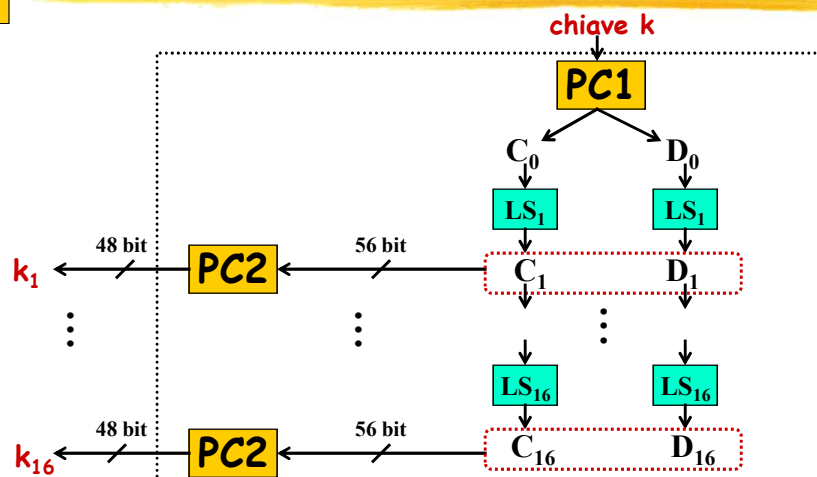 chiave k
PC1
C₀ D₀
LS₁ LS₁
48 bit 56 bit
k₁ PC2 C₁ D₁
LS₁₆ LS₁₆
48 bit 56 bit
k₁₆ PC2 C₁₆ D₁₆